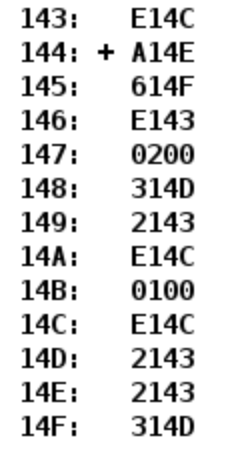 143: E14C
144: + A14E
145: 614F
146: E143
147: 0200
148: 314D
149: 2143
14A: E14C
14B: 0100
14C: E14C
14D: 2143
14E: 2143
14F: 314D